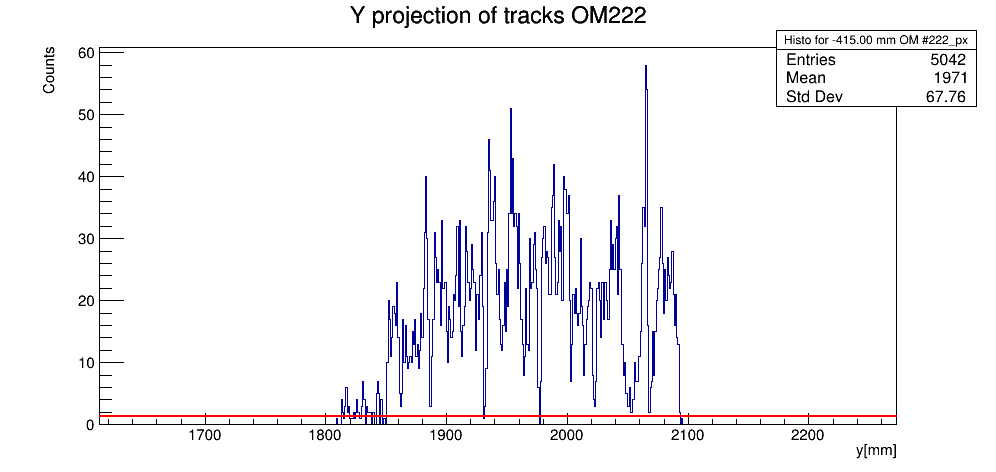 Y projection of tracks OM222
Histo for -415.00 mm OM #222_px
Entries 5042
Mean 1971
Std Dev 67.76
Counts
60
50
40
30
20
10
0
1700 1800 1900 2000 2100 2200
y[mm]